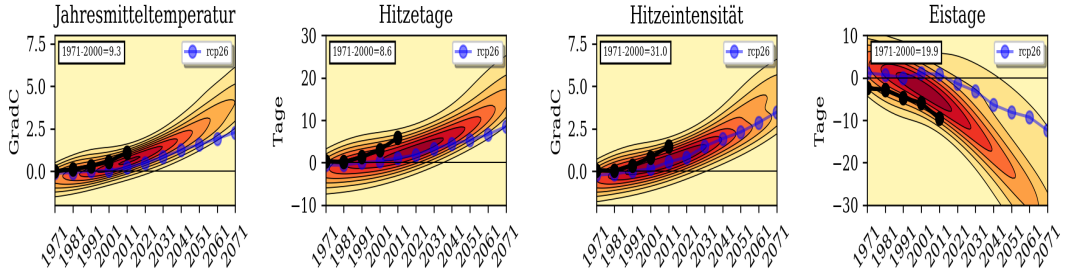 Jahresmitteltemperatur
GradC
7.5
5.0
2.5
0.0
1971-2000=9.3
rcp26
1971 1981 1991 2001 2011 2021 2031 2041 2051 2061 2071
Hitzetage
Tage
30
20
10
0
−10
1971-2000=8.6
rcp26
1971 1981 1991 2001 2011 2021 2031 2041 2051 2061 2071
Hitzeintensität
GradC
7.5
5.0
2.5
0.0
1971-2000=31.0
rcp26
1971 1981 1991 2001 2011 2021 2031 2041 2051 2061 2071
Eistage
Tage
10
0
−10
−20
−30
1971-2000=19.9
rcp26
1971 1981 1991 2001 2011 2021 2031 2041 2051 2061 2071